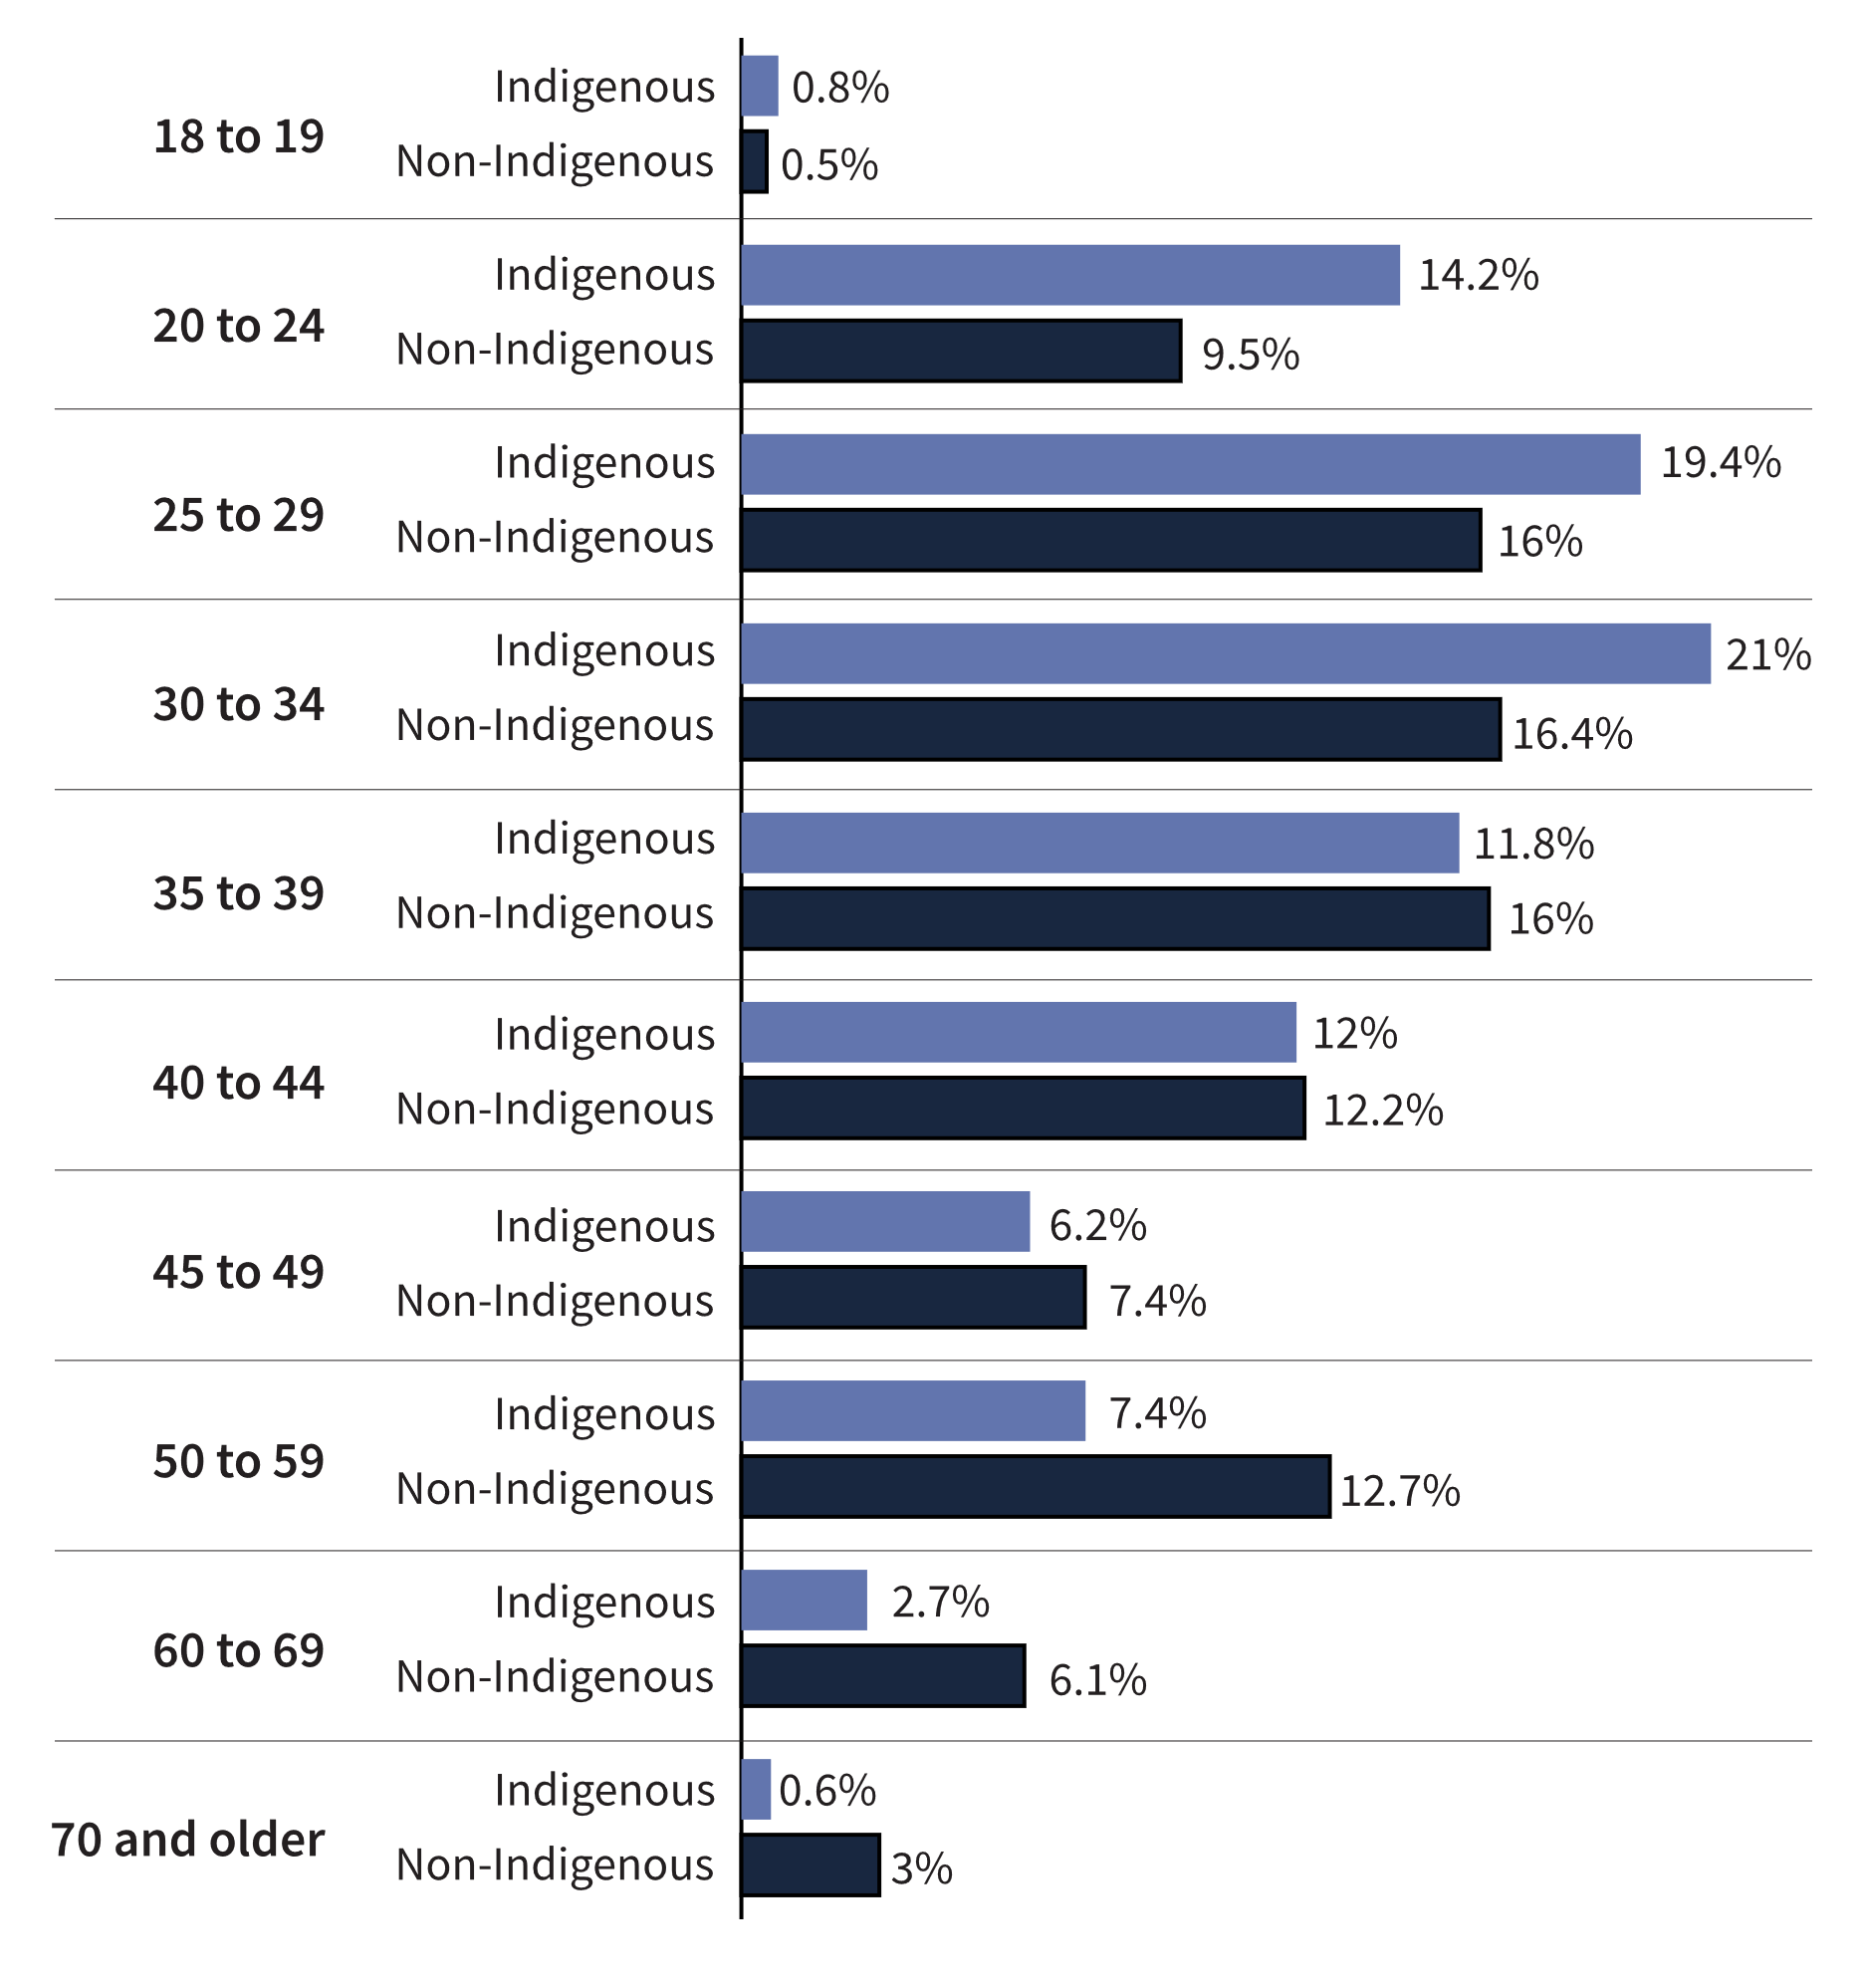 18 to 19
Indigenous 0.8%
Non-Indigenous 0.5%
20 to 24
Indigenous 14.2%
Non-Indigenous 9.5%
25 to 29
Indigenous 19.4%
Non-Indigenous 16%
30 to 34
Indigenous 21%
Non-Indigenous 16.4%
35 to 39
Indigenous 11.8%
Non-Indigenous 16%
40 to 44
Indigenous 12%
Non-Indigenous 12.2%
45 to 49
Indigenous 6.2%
Non-Indigenous 7.4%
50 to 59
Indigenous 7.4%
Non-Indigenous 12.7%
60 to 69
Indigenous 2.7%
Non-Indigenous 6.1%
70 and older
Indigenous 0.6%
Non-Indigenous 3%